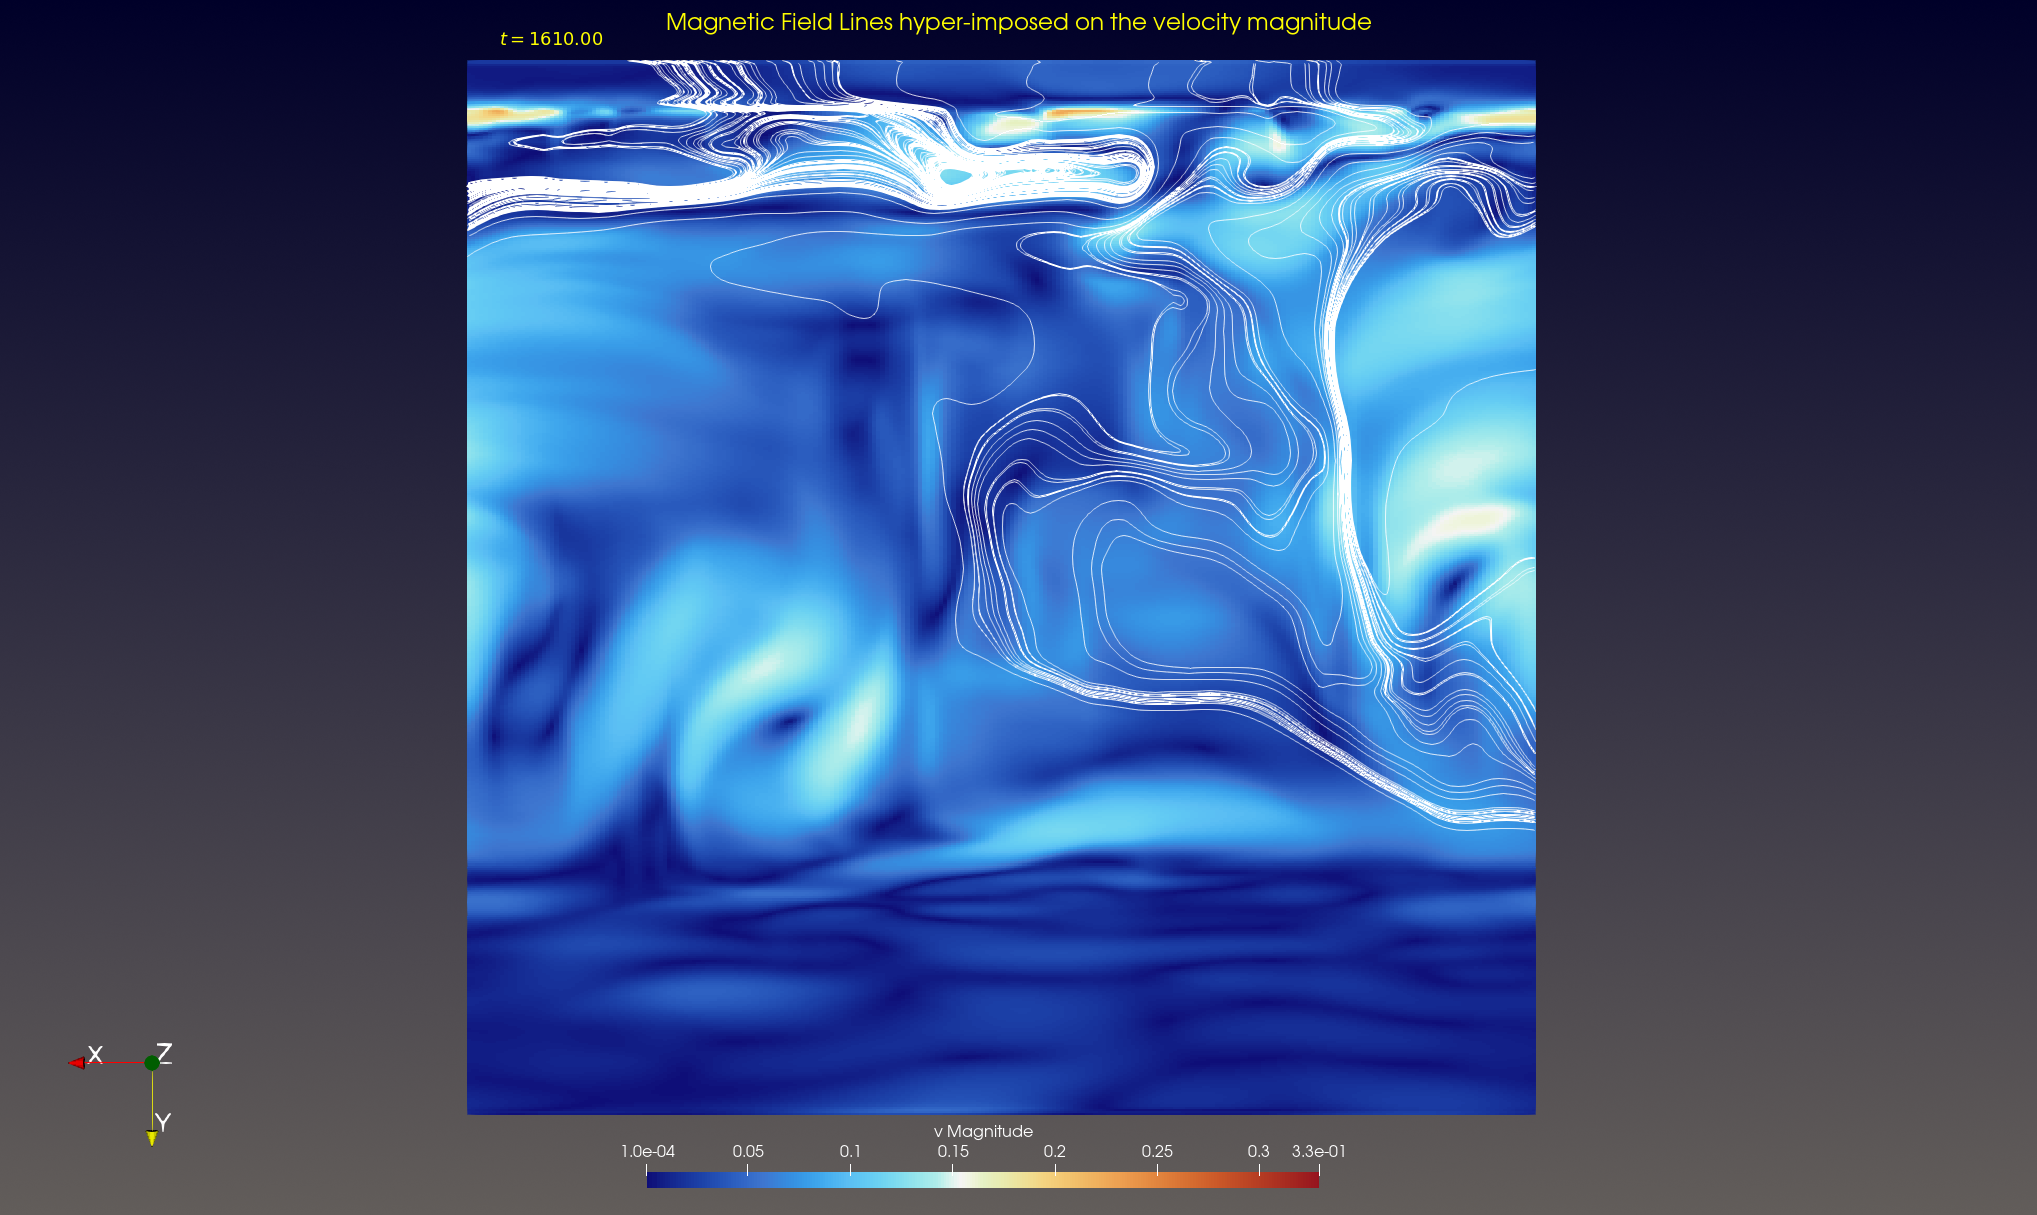 Magnetic Field Lines hyper-imposed on the velocity magnitude
t = 1610.00
X Z
Y
v Magnitude
1.0e-04 0.05 0.1 0.15 0.2 0.25 0.3 3.3e-01